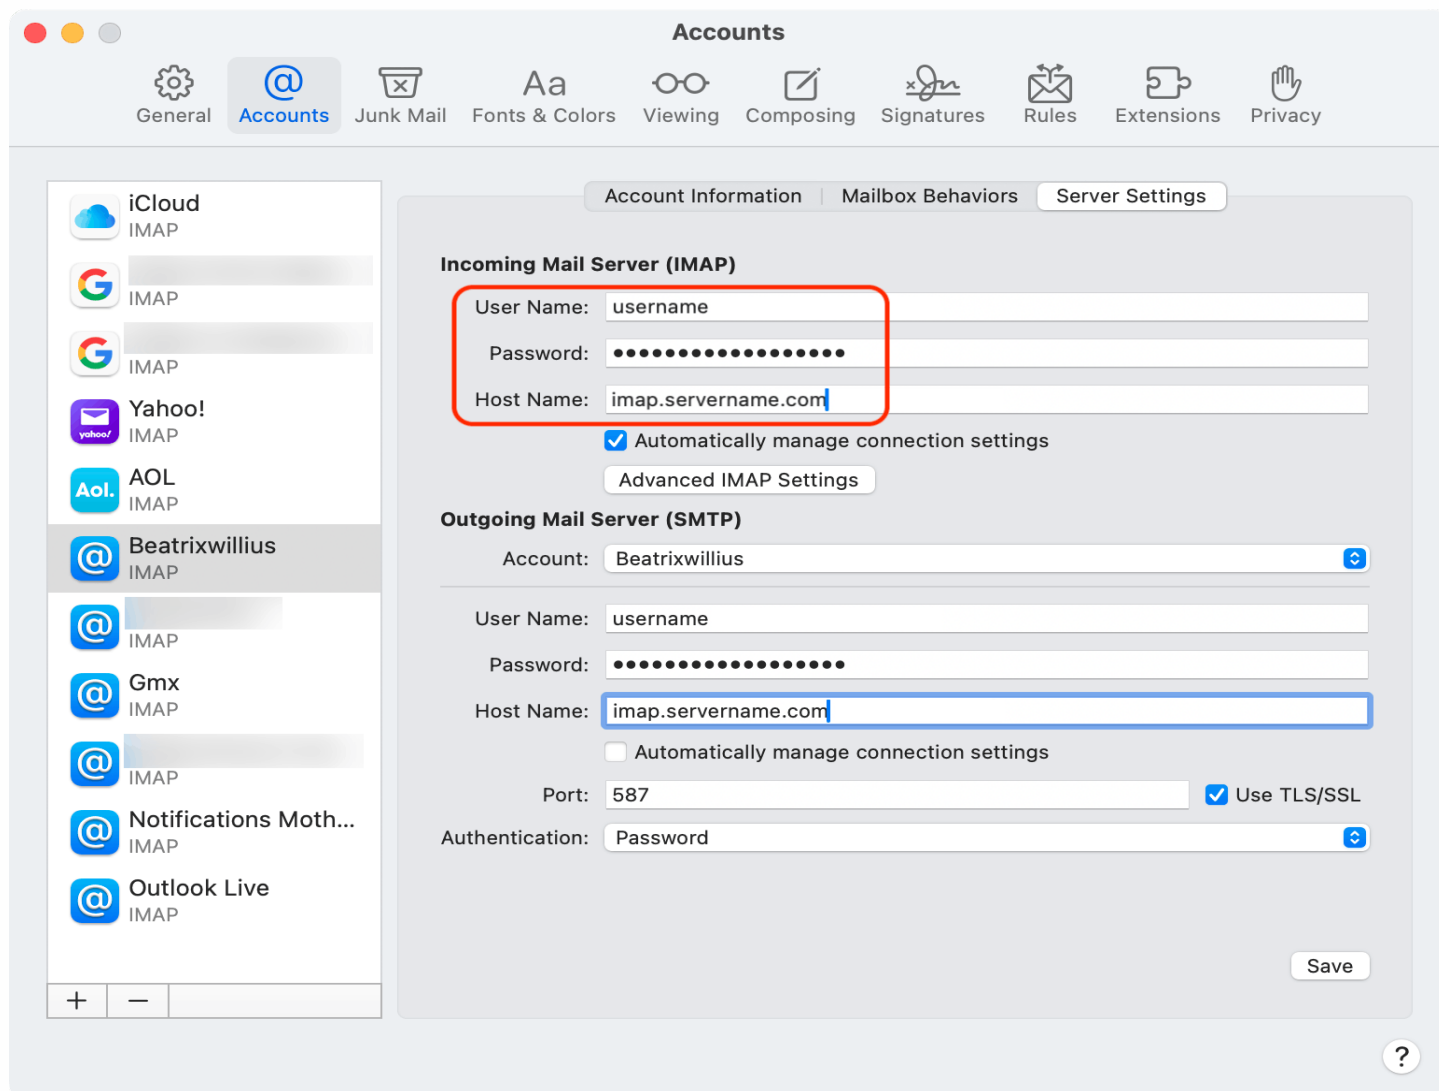 Accounts
General
Accounts
Junk Mail
Fonts & Colors
Viewing
Composing
Signatures
Rules
Extensions
Privacy
iCloud
IMAP
IMAP
IMAP
yahoo!
Yahoo!
IMAP
Aol.
AOL
IMAP
Beatrixwillius
IMAP
IMAP
Gmx
IMAP
IMAP
Notifications Moth...
IMAP
Outlook Live
IMAP
Account Information
Mailbox Behaviors
Server Settings
Incoming Mail Server (IMAP)
User Name: username
Password: ••••••••••••••••••
Host Name: imap.servername.com
Automatically manage connection settings
Advanced IMAP Settings
Outgoing Mail Server (SMTP)
Account: Beatrixwillius
User Name: username
Password: ••••••••••••••••••
Host Name: imap.servername.com
Automatically manage connection settings
Port: 587 Use TLS/SSL
Authentication: Password
Save
?